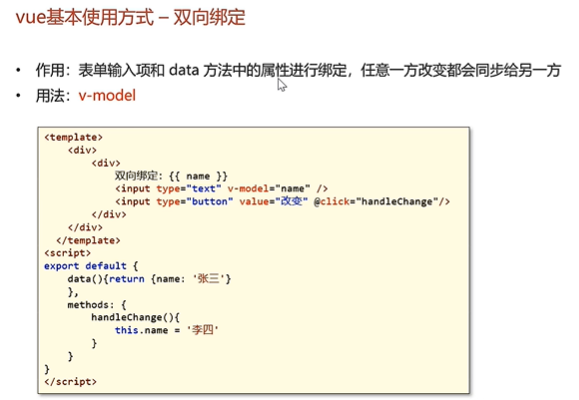 vue基本使用方式 – 双向绑定
• 作用：表单输入项和 data 方法中的属性进行绑定，任意一方改变都会同步给另一方
• 用法：v-model
<template>
    <div>
        <div>
            双向绑定: {{ name }}
            <input type="text" v-model="name" />
            <input type="button" value="改变" @click="handleChange"/>
        </div>
    </div>
  </template>
<script>
export default {
    data(){return {name: '张三'}
    },
    methods: {
        handleChange(){
            this.name = '李四'
        }
    }
}
</script>